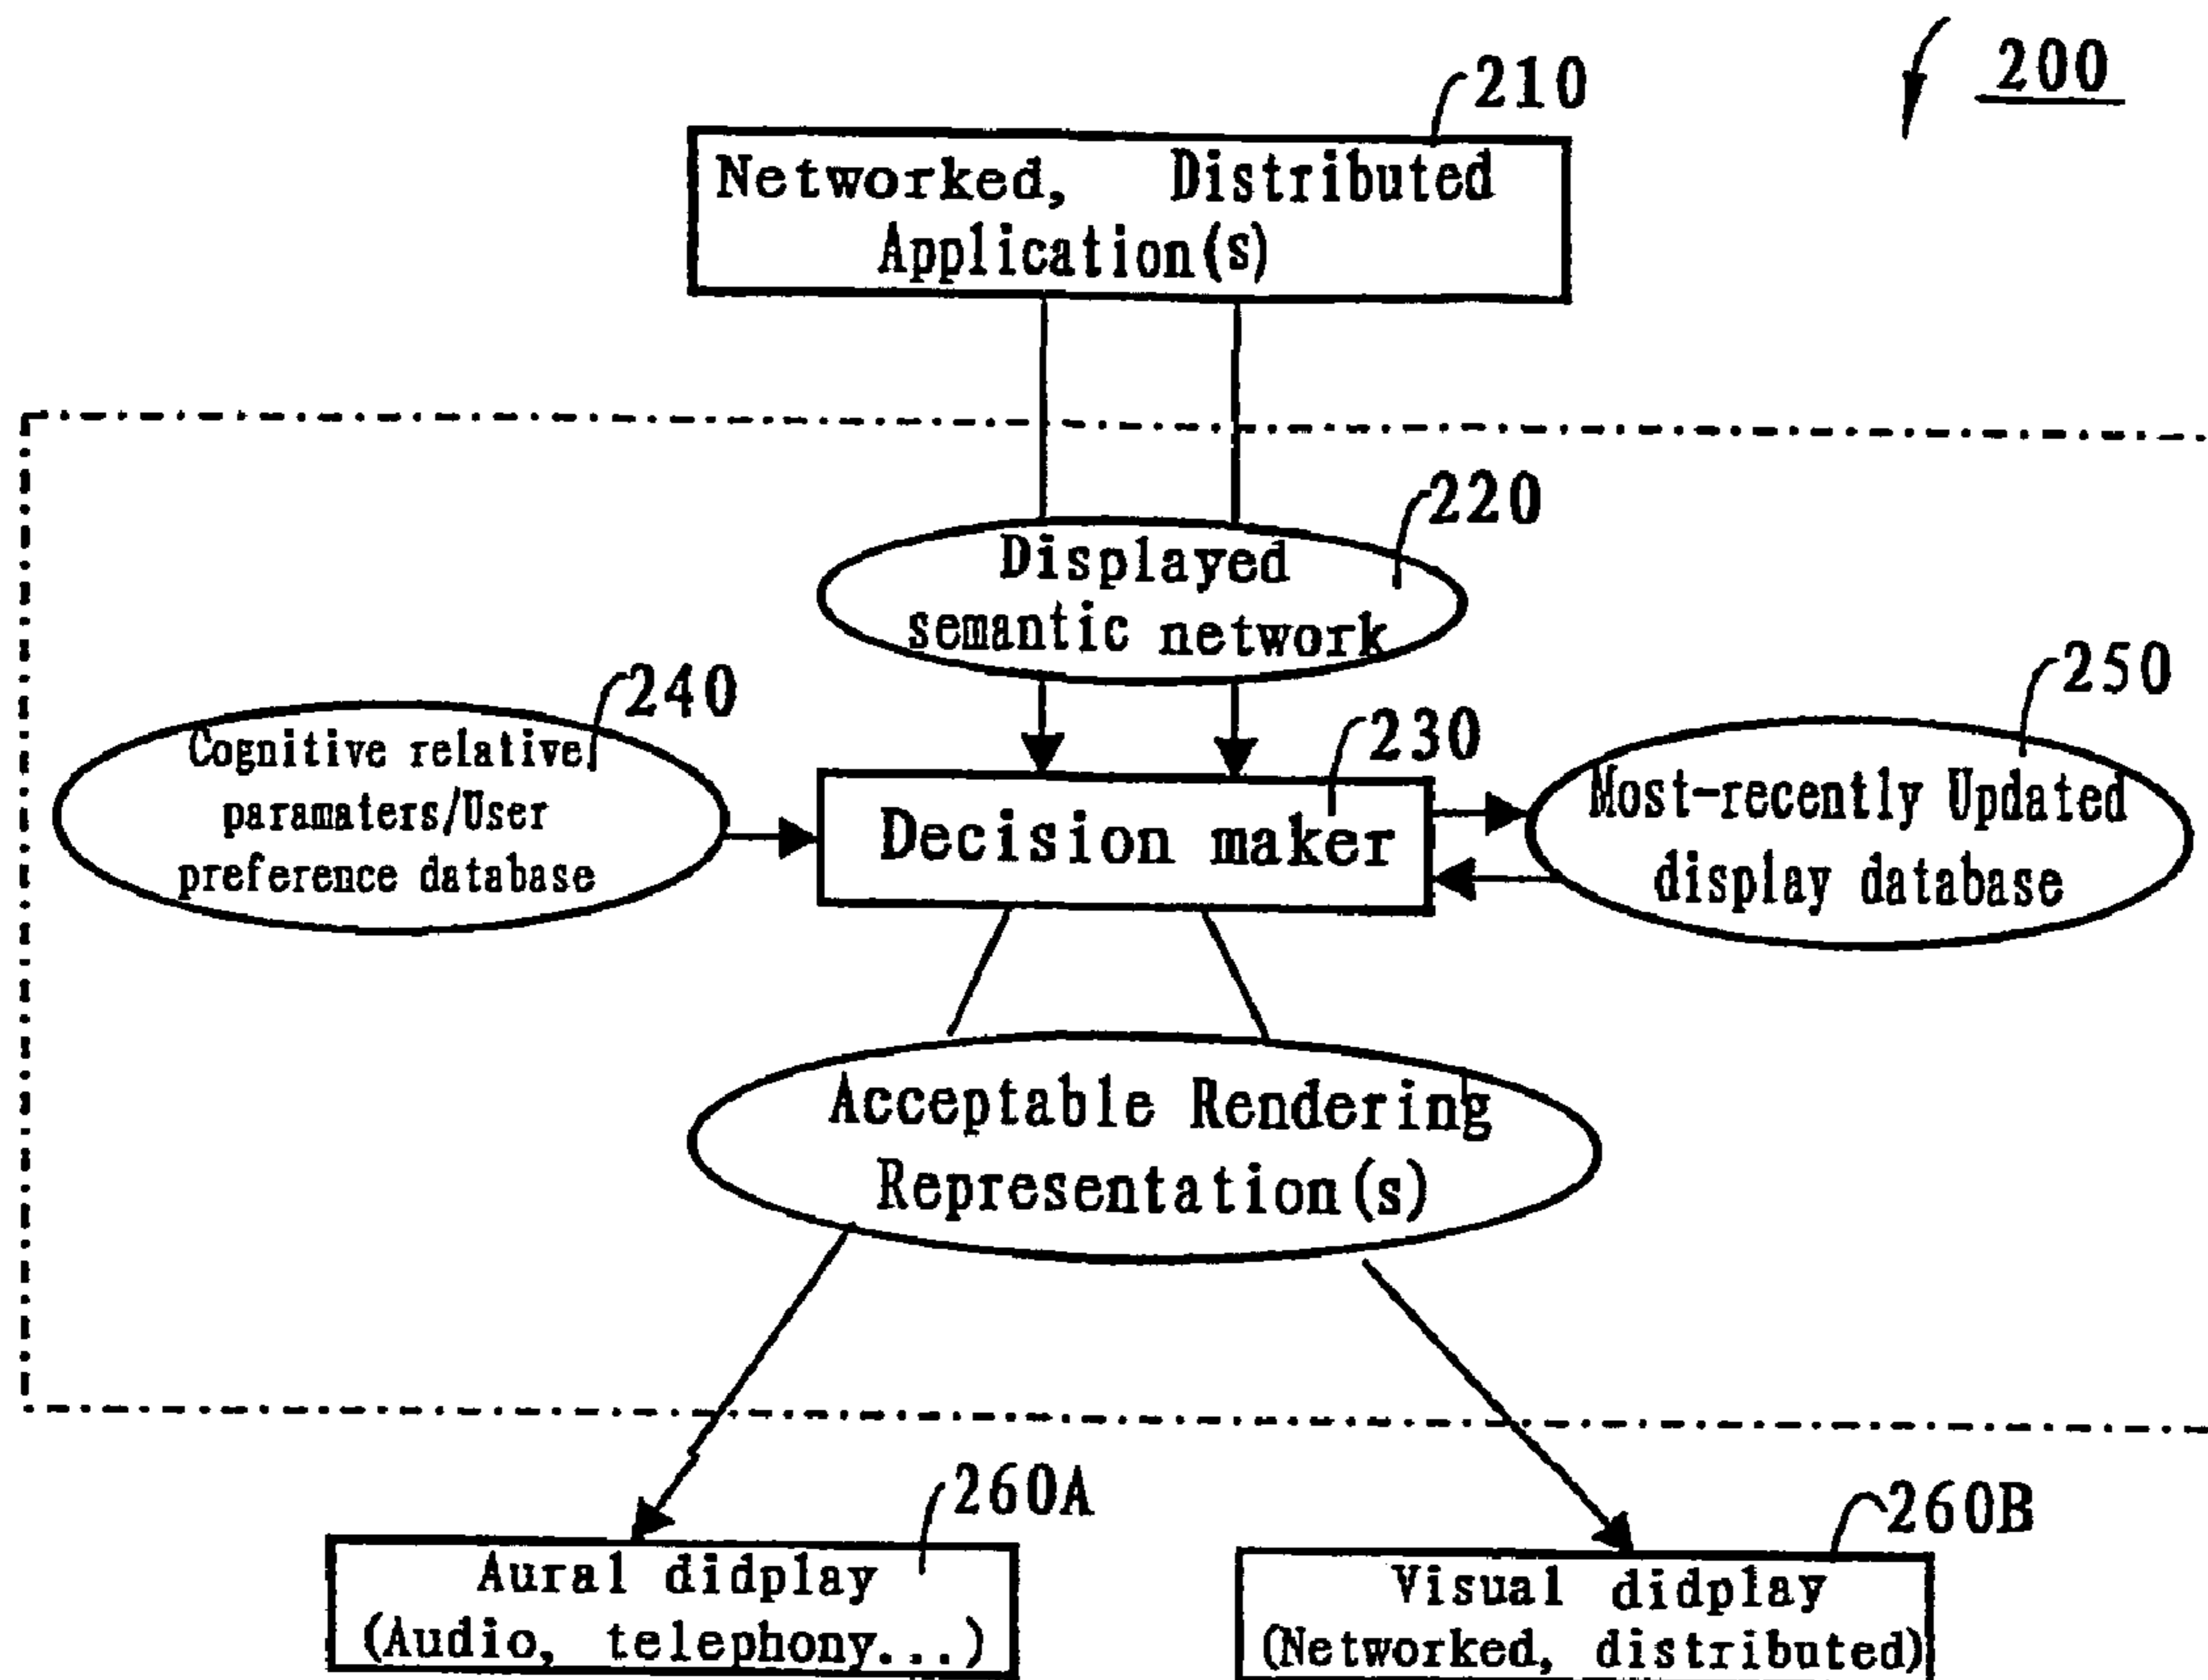 200
210
Networked, Distributed
Application(s)
220
Displayed
semantic network
240
Cognitive relative
paramaters/User
preference database
230
Decision maker
250
Most-recently Updated
display database
Acceptable Rendering
Representation(s)
260A
Aural didplay
(Audio, telephony...)
260B
Visual didplay
(Networked, distributed)